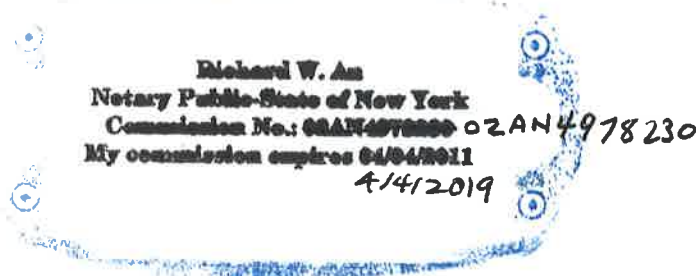 Richard W. An
Notary Public-State of New York
Commission No.: 02AN4978230
My commission expires 04/04/2011
4/4/2019